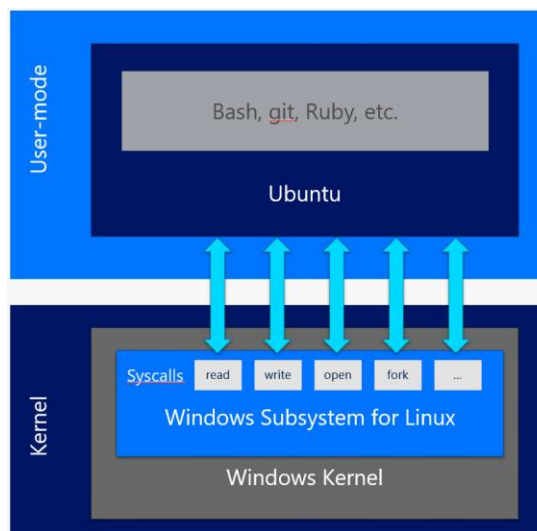 User-mode
Bash, git, Ruby, etc.
Ubuntu
Kernel
Syscalls read write open fork ...
Windows Subsystem for Linux
Windows Kernel